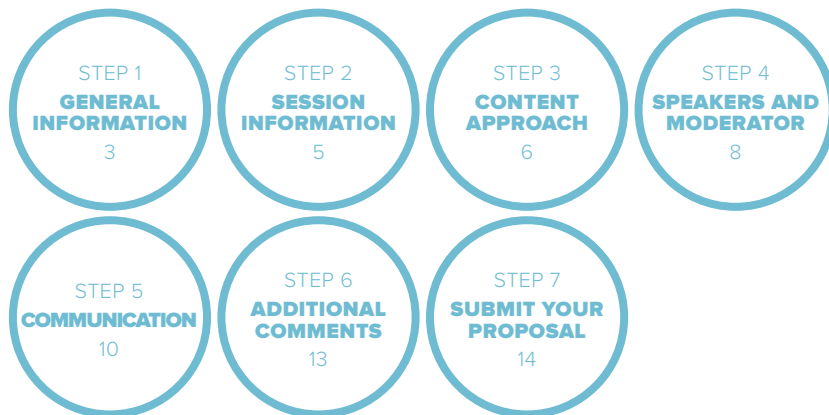 STEP 1
GENERAL
INFORMATION
3
STEP 2
SESSION
INFORMATION
5
STEP 3
CONTENT
APPROACH
6
STEP 4
SPEAKERS AND
MODERATOR
8
STEP 5
COMMUNICATION
10
STEP 6
ADDITIONAL
COMMENTS
13
STEP 7
SUBMIT YOUR
PROPOSAL
14